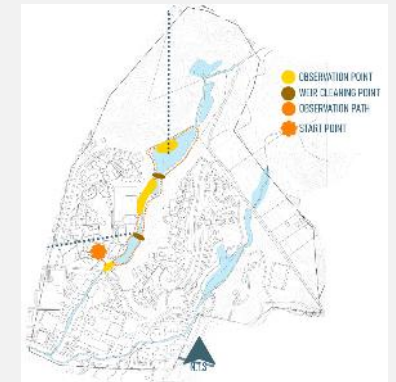 OBSERVATION POINT
WEIR CLEANING POINT
OBSERVATION PATH
START POINT
N.T.S